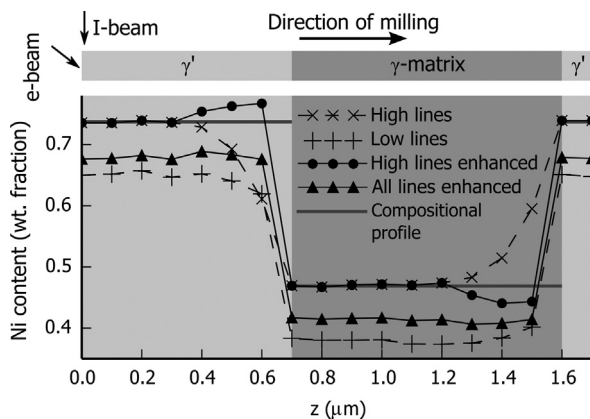 I-beam
Direction of milling
e-beam
γ'
γ-matrix
γ'
High lines
Low lines
High lines enhanced
All lines enhanced
Compositional
profile
Ni content (wt. fraction)
0.7
0.6
0.5
0.4
0.0
0.2
0.4
0.6
0.8
1.0
1.2
1.4
1.6
z (μm)